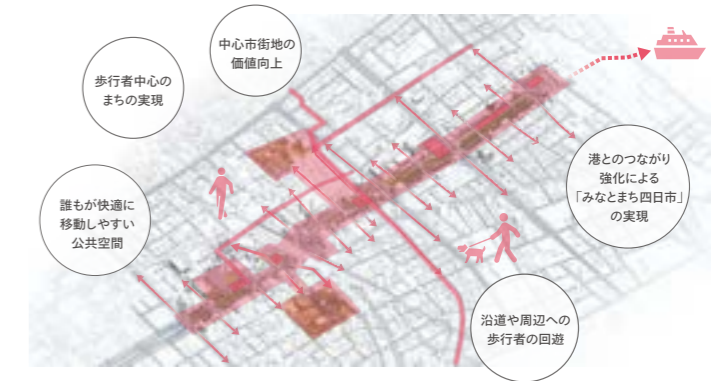 中心市街地の
価値向上
歩行者中心の
まちの実現
誰もが快適に
移動しやすい
公共空間
港とのつながり
強化による
「みなとまち四日市」
の実現
沿道や周辺への
歩行者の回遊